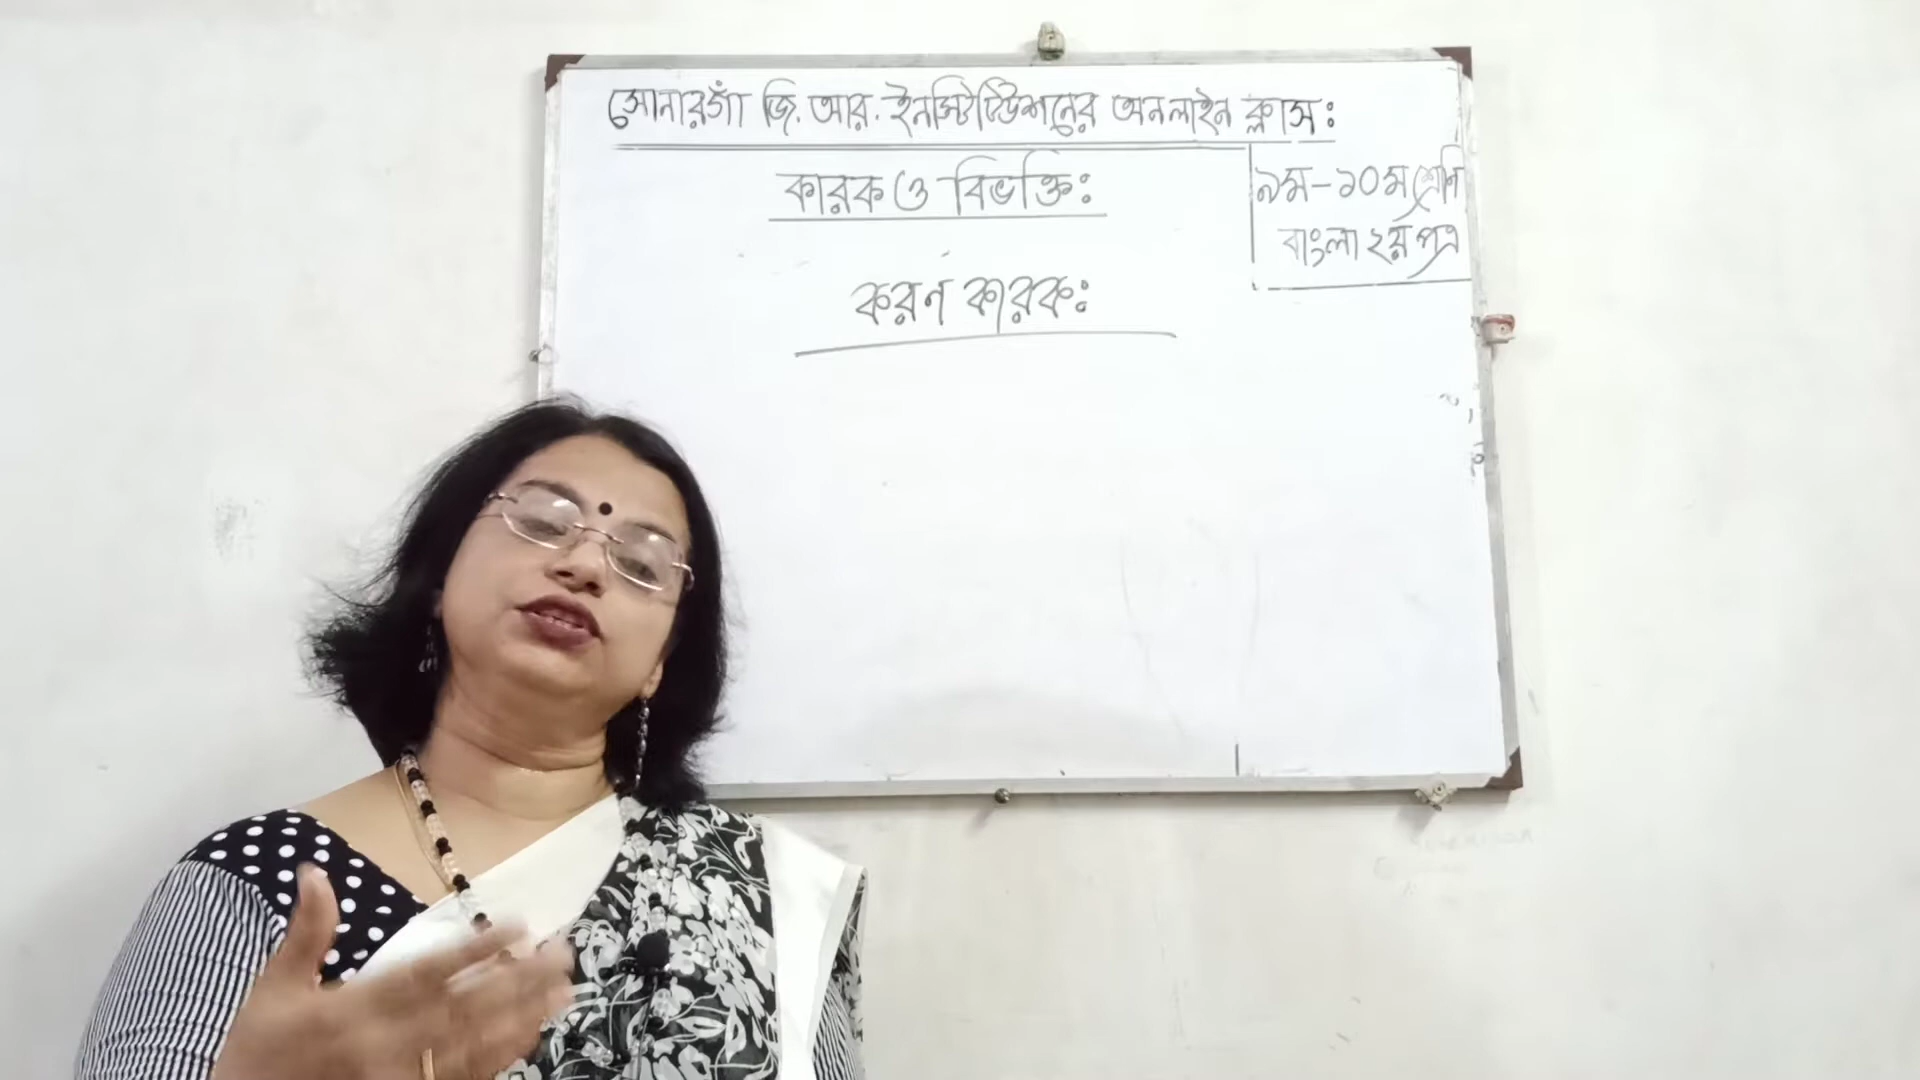 সোনারগাঁ জি. আর. ইনস্টিটিউশনের অনলাইন ক্লাস:
কারক ও বিভক্তি:
৯ম-১০ম শ্রেণি
বাংলা ২য় পত্র
করণ কারক: